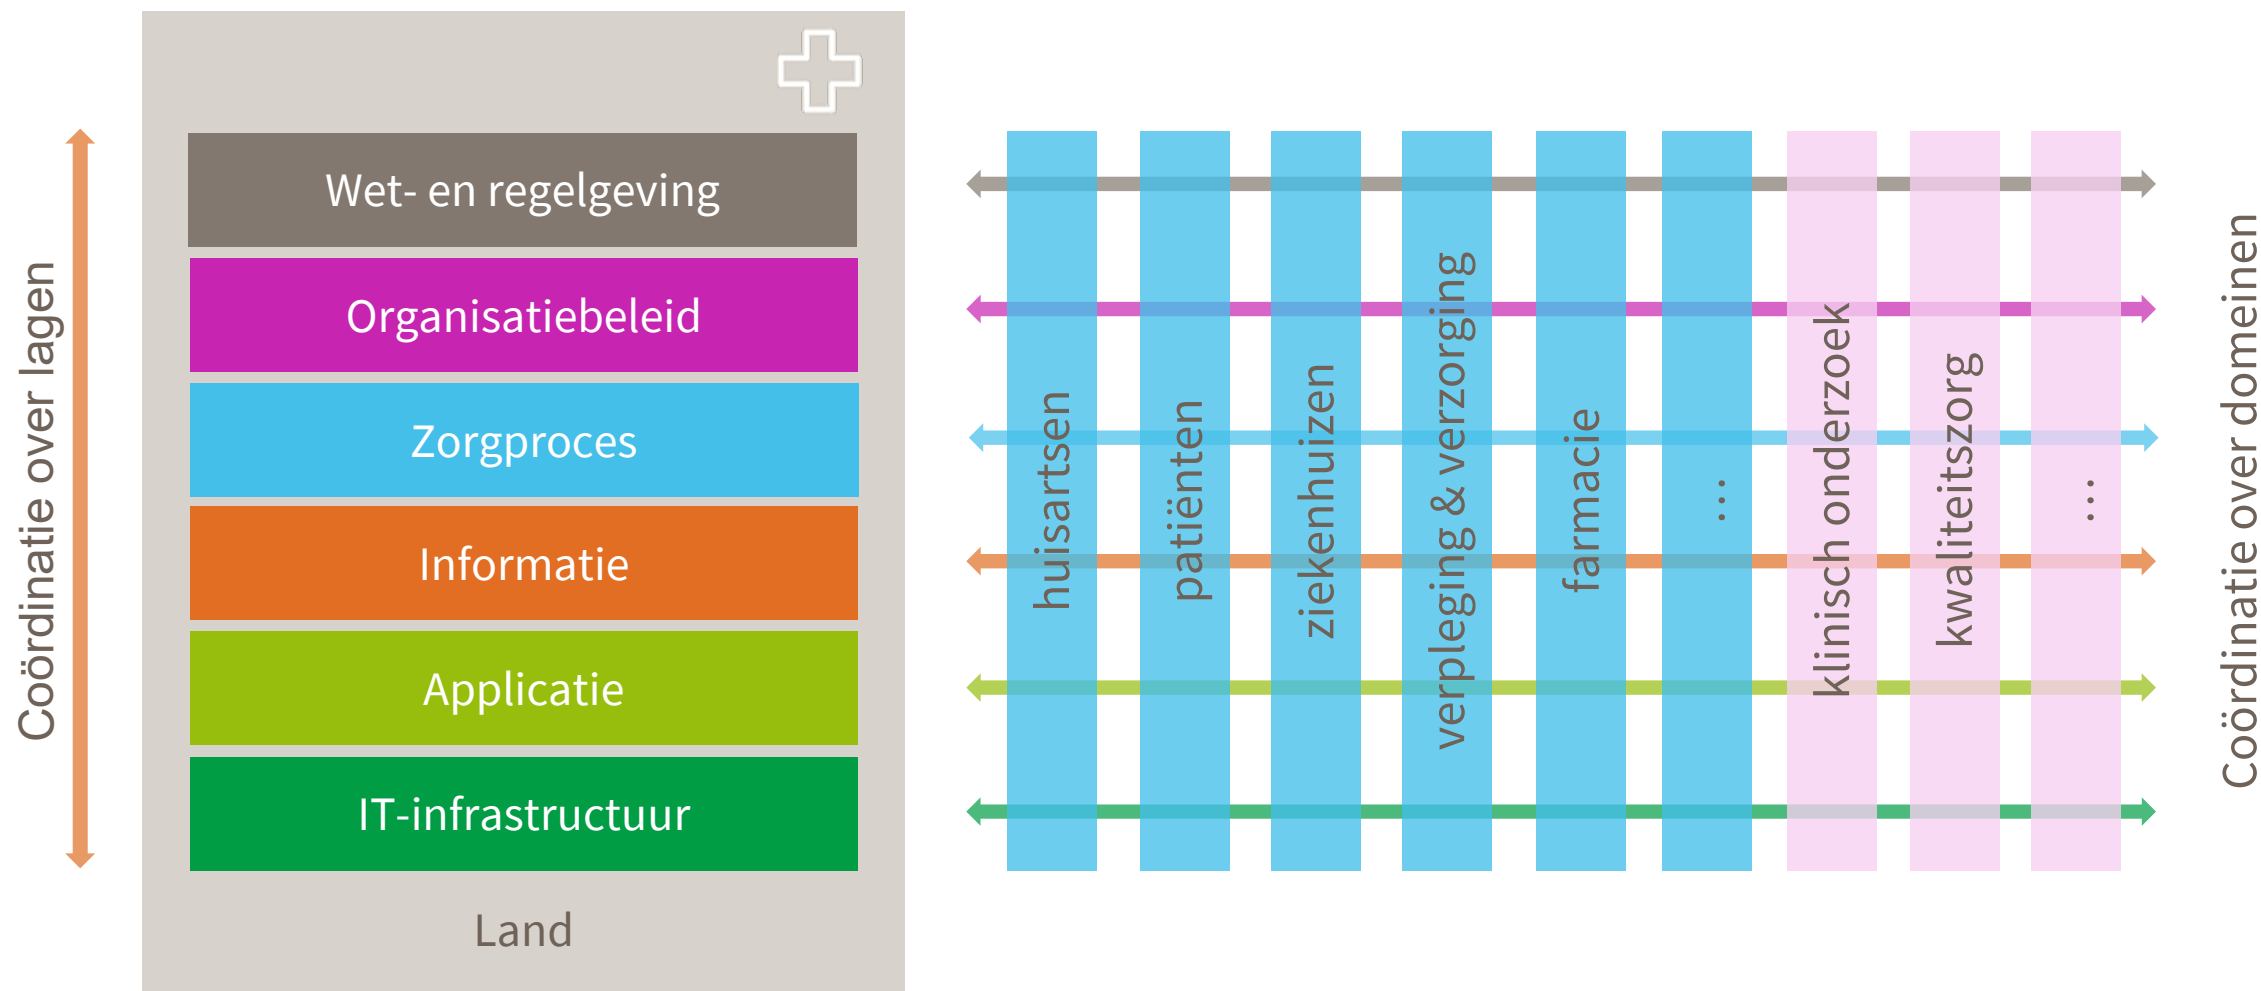 Coördinatie over lagen
Wet- en regelgeving
Organisatiebeleid
Zorgproces
Informatie
Applicatie
IT-infrastructuur
Land
huisartsen
patiënten
ziekenhuizen
verpleging & verzorging
farmacie
...
klinisch onderzoek
kwaliteitszorg
...
Coördinatie over domeinen